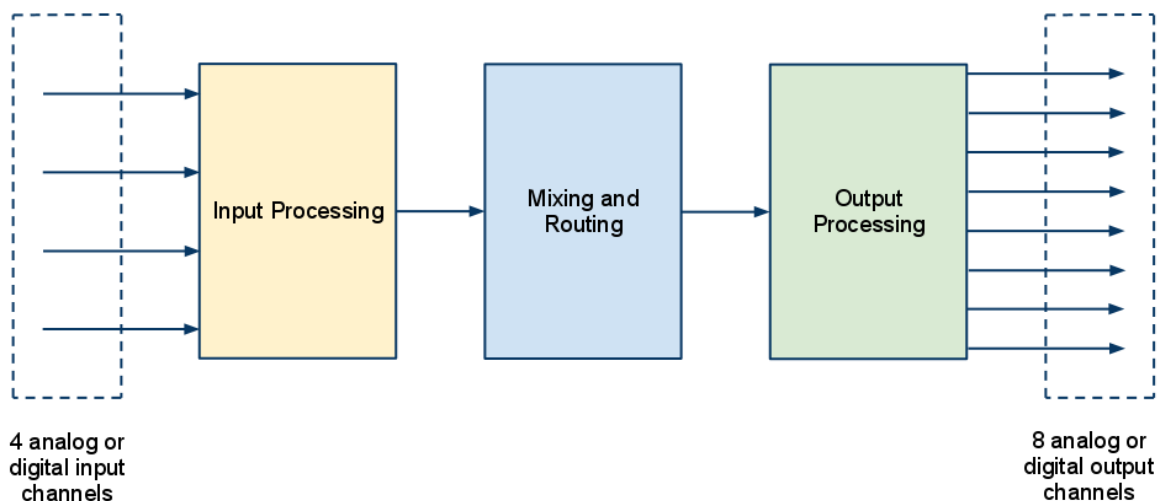 Input Processing
Mixing and
Routing
Output
Processing
4 analog or
digital input
channels
8 analog or
digital output
channels